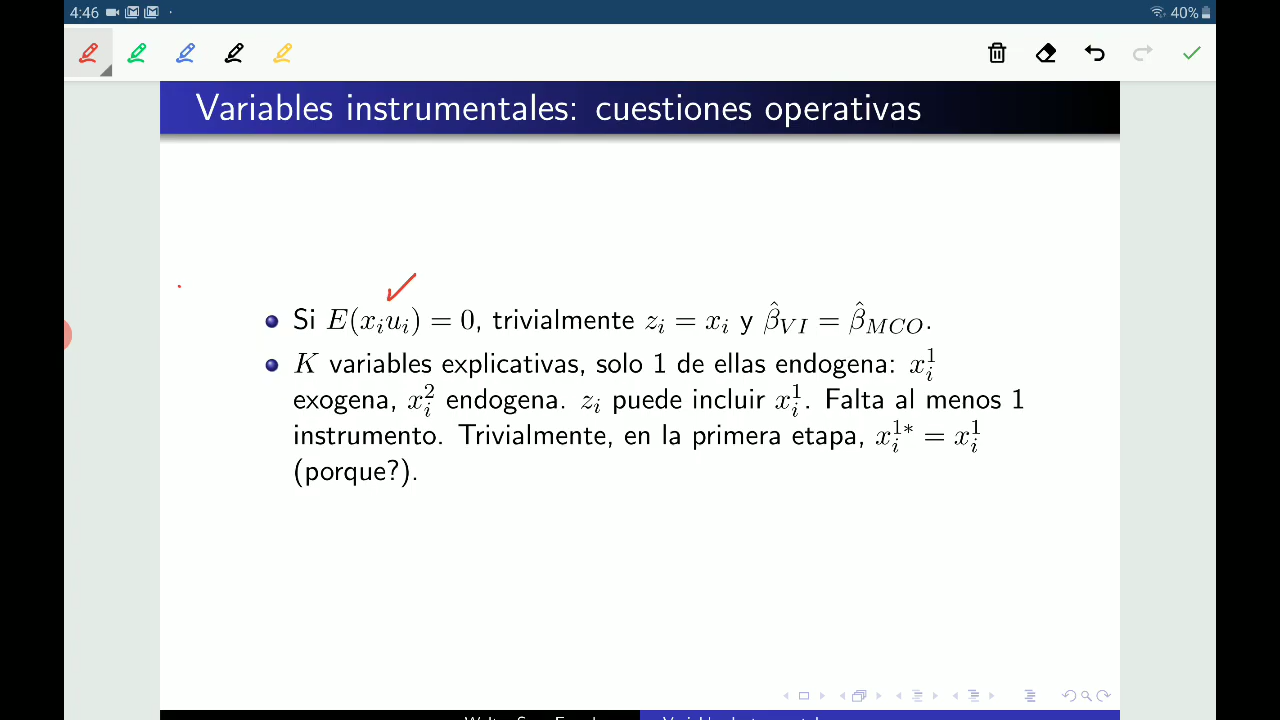 4:46
40%
Variables instrumentales: cuestiones operativas
Si $E(x_i u_i) = 0$, trivialmente $z_i = x_i$ y $\hat{\beta}_{VI} = \hat{\beta}_{MCO}$.
$K$ variables explicativas, solo 1 de ellas endogena: $x_i^1$
exogena, $x_i^2$ endogena. $z_i$ puede incluir $x_i^1$. Falta al menos 1
instrumento. Trivialmente, en la primera etapa, $x_i^{1*} = x_i^1$
(porque?).